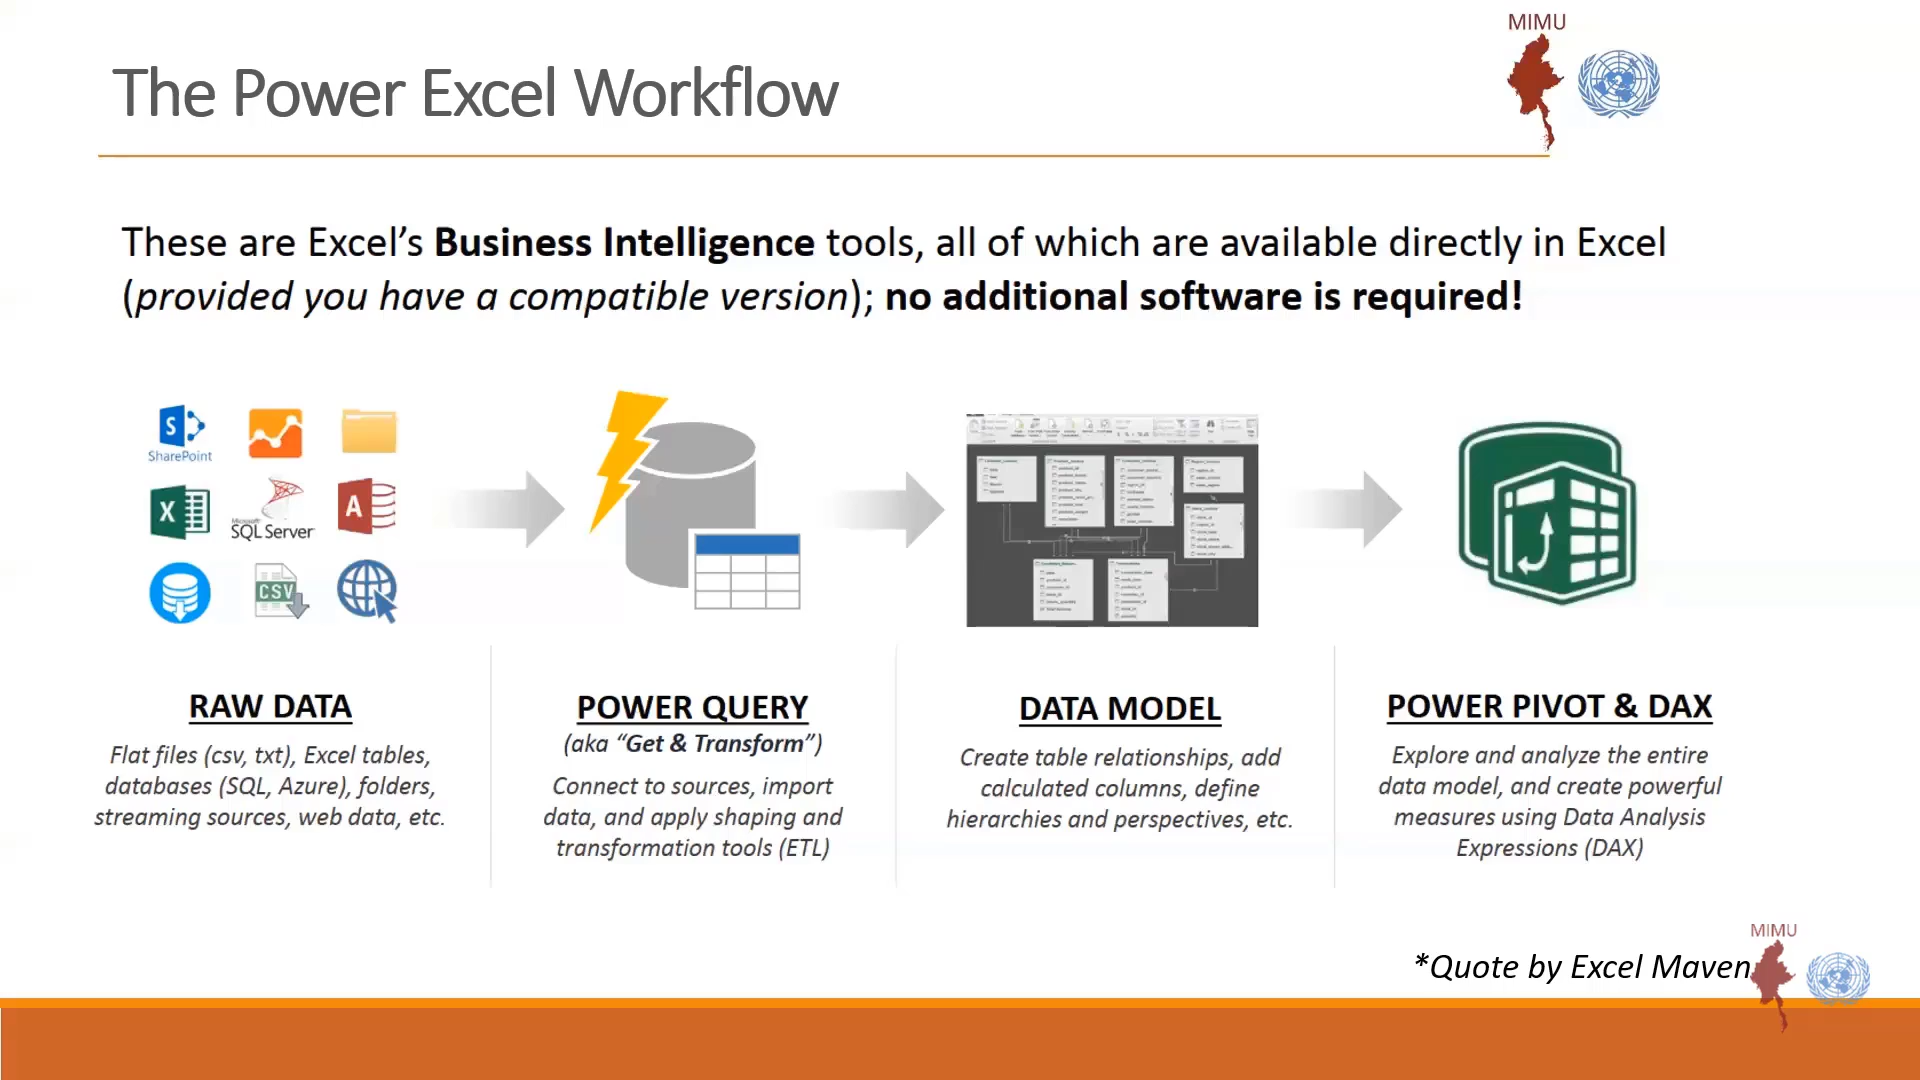 MIMU
The Power Excel Workflow
These are Excel’s Business Intelligence tools, all of which are available directly in Excel
(provided you have a compatible version); no additional software is required!
SharePoint
Microsoft
SQL Server
CSV
RAW DATA
Flat files (csv, txt), Excel tables,
databases (SQL, Azure), folders,
streaming sources, web data, etc.
POWER QUERY
(aka “Get & Transform”)
Connect to sources, import
data, and apply shaping and
transformation tools (ETL)
DATA MODEL
Create table relationships, add
calculated columns, define
hierarchies and perspectives, etc.
POWER PIVOT & DAX
Explore and analyze the entire
data model, and create powerful
measures using Data Analysis
Expressions (DAX)
MIMU
*Quote by Excel Maven